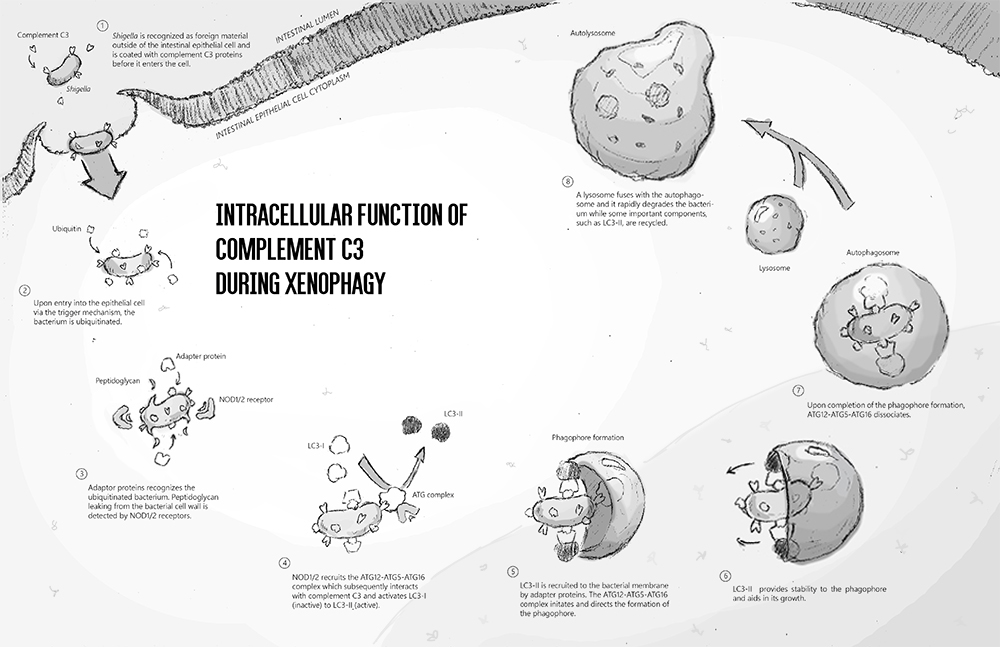 INTESTINAL LUMEN
INTESTINAL EPITHELIAL CELL CYTOPLASM
Complement C3
Shigella
1
Shigella is recognized as foreign material
outside of the intestinal epithelial cell and
is coated with complement C3 proteins
before it enters the cell.
INTRACELLULAR FUNCTION OF
COMPLEMENT C3
DURING XENOPHAGY
Ubiquitin
2
Upon entry into the epithelial cell
via the trigger mechanism, the
bacterium is ubiquitinated.
Adapter protein
Peptidoglycan
NOD1/2 receptor
3
Adaptor proteins recognizes the
ubiquitinated bacterium. Peptidoglycan
leaking from the bacterial cell wall is
detected by NOD1/2 receptors.
LC3-I
LC3-II
ATG complex
4
NOD1/2 recruits the ATG12-ATG5-ATG16
complex which subsequently interacts
with complement C3 and activates LC3-I
(inactive) to LC3-II (active).
Phagophore formation
5
LC3-II is recruited to the bacterial membrane
by adapter proteins. The ATG12-ATG5-ATG16
complex initates and directs the formation of
the phagophore.
6
LC3-II provides stability to the phagophore
and aids in its growth.
Autophagosome
7
Upon completion of the phagophore formation,
ATG12-ATG5-ATG16 dissociates.
Autolysosome
Lysosome
8
A lysosome fuses with the autophago-
some and it rapidly degrades the bacteri-
um while some important components,
such as LC3-II, are recycled.